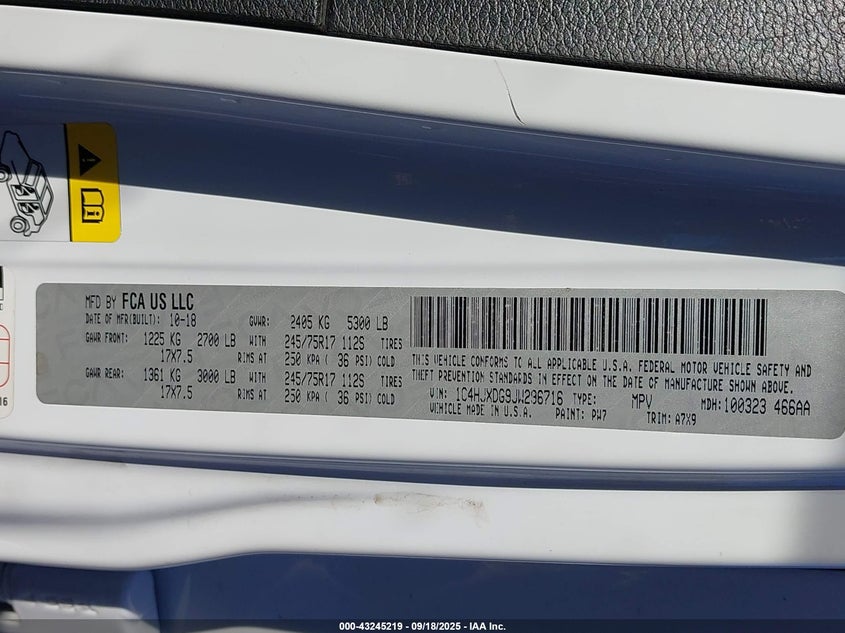 MFD BY FCA US LLC
DATE OF MFR(BUILT): 10-18 GVWR: 2405 KG 5300 LB
GAWR FRONT: 1225 KG 2700 LB WITH 245/75R17 112S TIRES
17X7.5 RIMS AT 250 KPA ( 36 PSI) COLD
GAWR REAR: 1361 KG 3000 LB WITH 245/75R17 112S TIRES
17X7.5 RIMS AT 250 KPA ( 36 PSI) COLD
THIS VEHICLE CONFORMS TO ALL APPLICABLE U.S.A. FEDERAL MOTOR VEHICLE SAFETY AND
THEFT PREVENTION STANDARDS IN EFFECT ON THE DATE OF MANUFACTURE SHOWN ABOVE.
VIN: 1C4HJXDG9JW296716 TYPE: MPV MDH: 100323 466AA
VEHICLE MADE IN U.S.A. PAINT: PW7 TRIM: A7X9
16
000-43245219 - 09/18/2025 - IAA Inc.